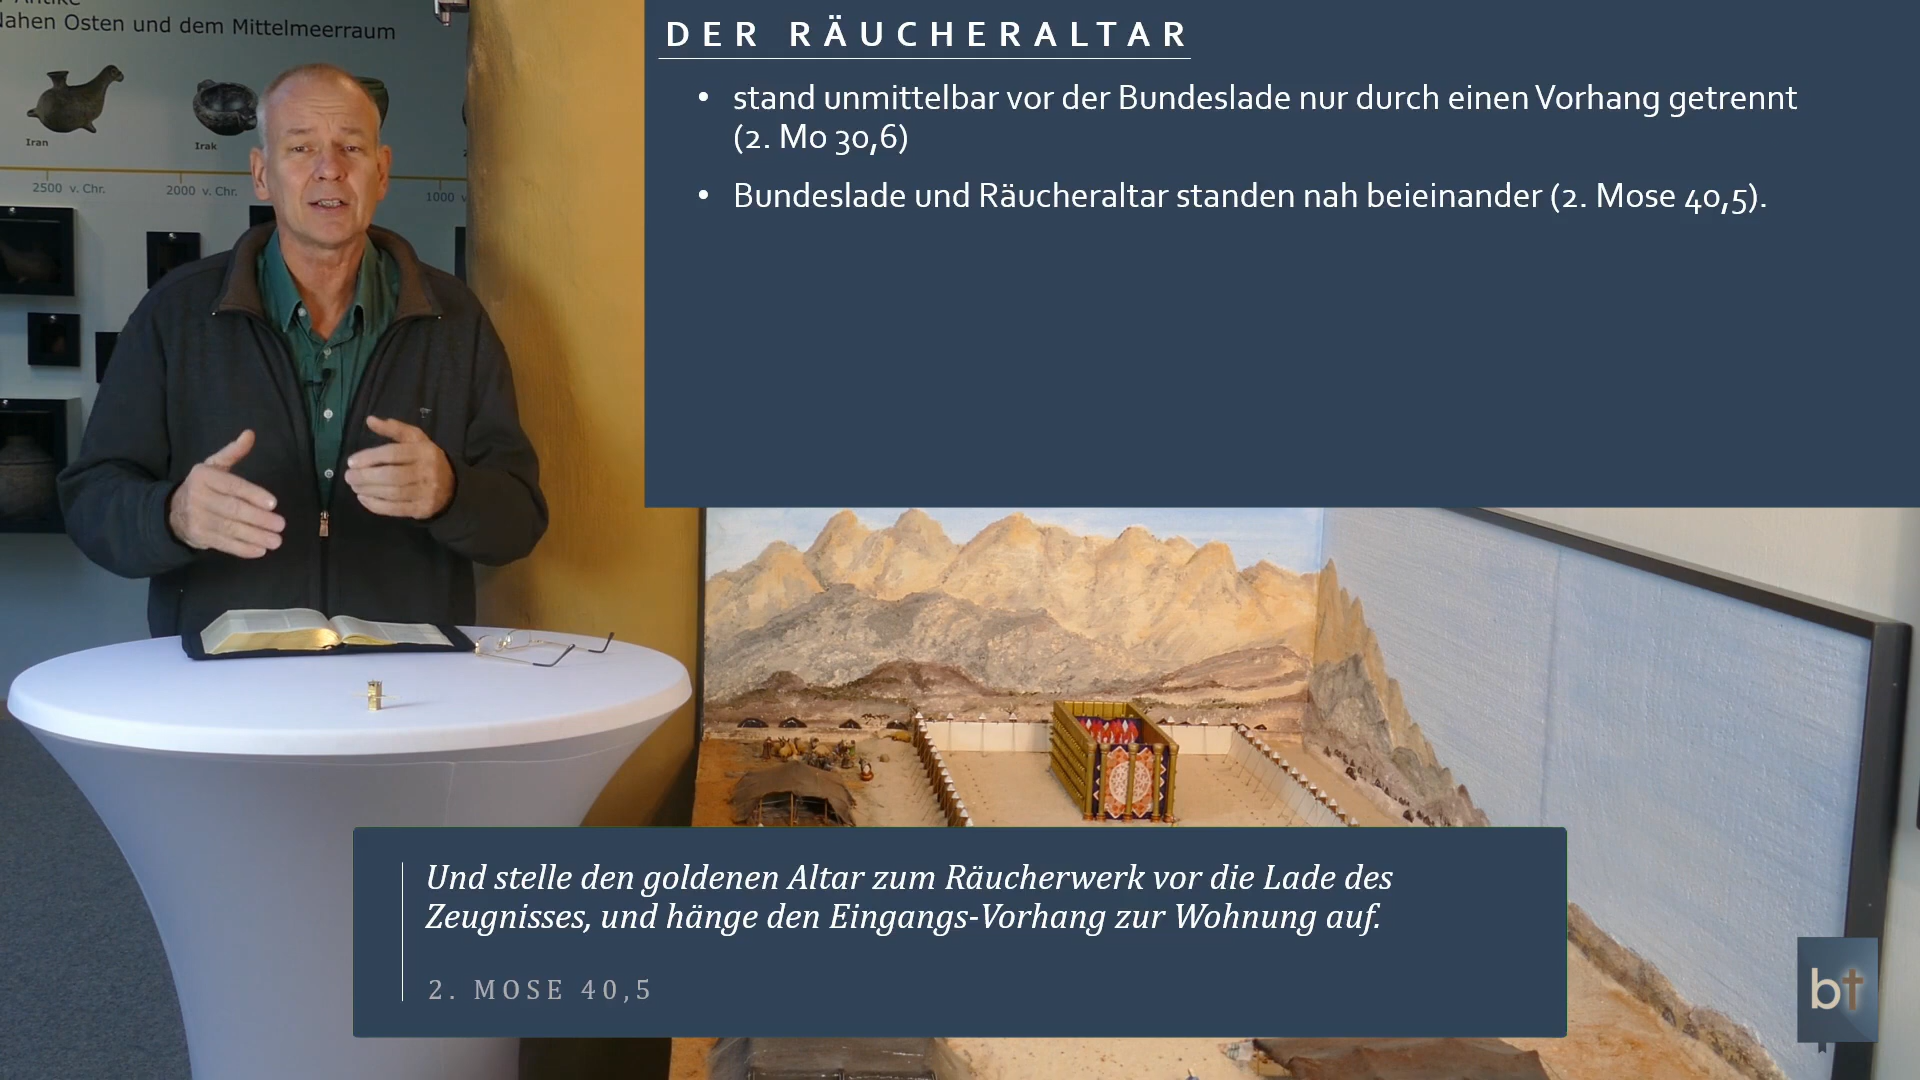 Nahen Osten und dem Mittelmeerraum
Iran
Irak
2500 v. Chr.
2000 v. Chr.
1000 v
DER RÄUCHERALTAR
• stand unmittelbar vor der Bundeslade nur durch einen Vorhang getrennt
(2. Mo 30,6)
• Bundeslade und Räucheraltar standen nah beieinander (2. Mose 40,5).
Und stelle den goldenen Altar zum Räucherwerk vor die Lade des
Zeugnisses, und hänge den Eingangs-Vorhang zur Wohnung auf.
2. MOSE 40,5
bt